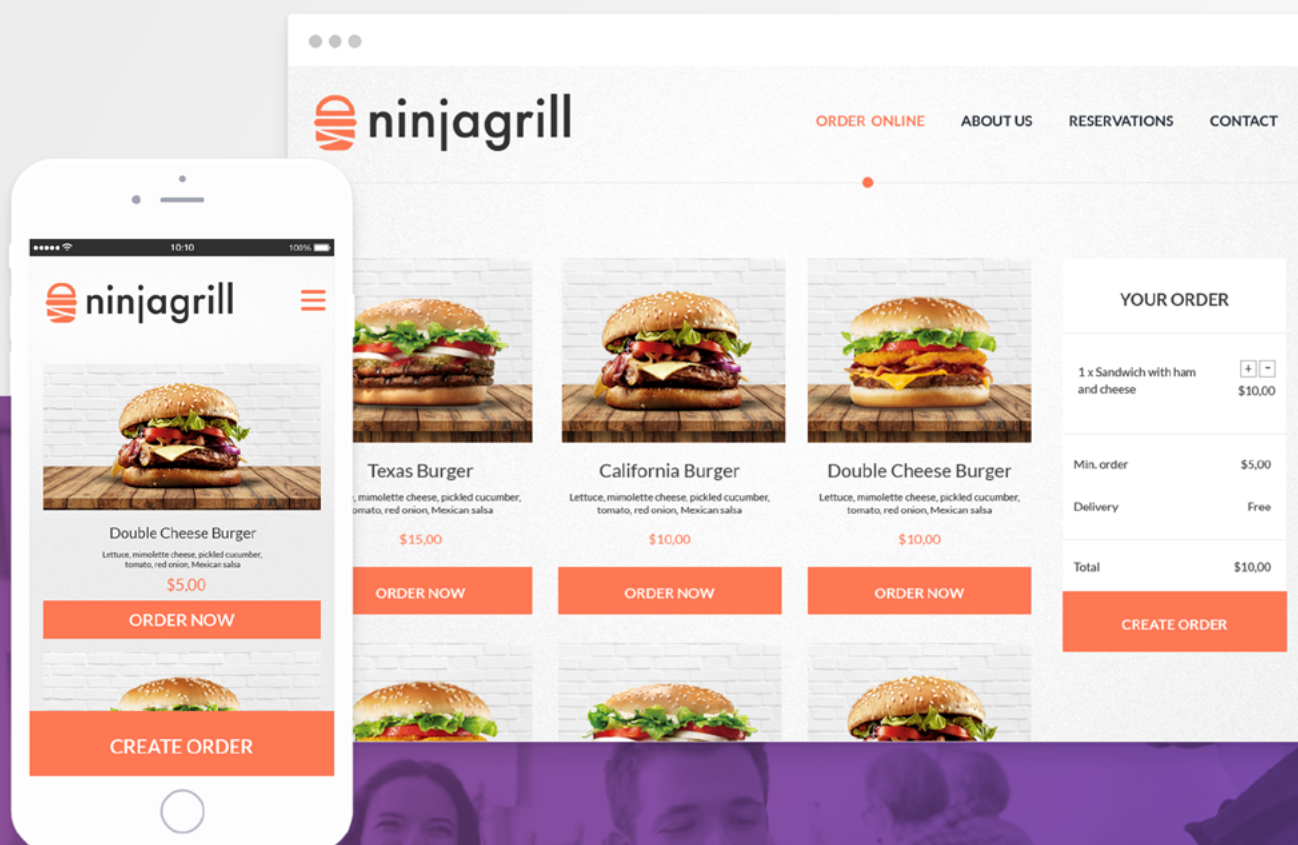 ninjagrill
ORDER ONLINE
ABOUT US
RESERVATIONS
CONTACT
Texas Burger
mimolette cheese, pickled cucumber,
tomato, red onion, Mexican salsa
$15,00
ORDER NOW
California Burger
Lettuce, mimolette cheese, pickled cucumber,
tomato, red onion, Mexican salsa
$10,00
ORDER NOW
Double Cheese Burger
Lettuce, mimolette cheese, pickled cucumber,
tomato, red onion, Mexican salsa
$10,00
ORDER NOW
YOUR ORDER
1 x Sandwich with ham
and cheese
+ -
$10,00
Min. order $5,00
Delivery Free
Total $10,00
CREATE ORDER
10:10
100%
ninjagrill
Double Cheese Burger
Lettuce, mimolette cheese, pickled cucumber,
tomato, red onion, Mexican salsa
$5,00
ORDER NOW
CREATE ORDER